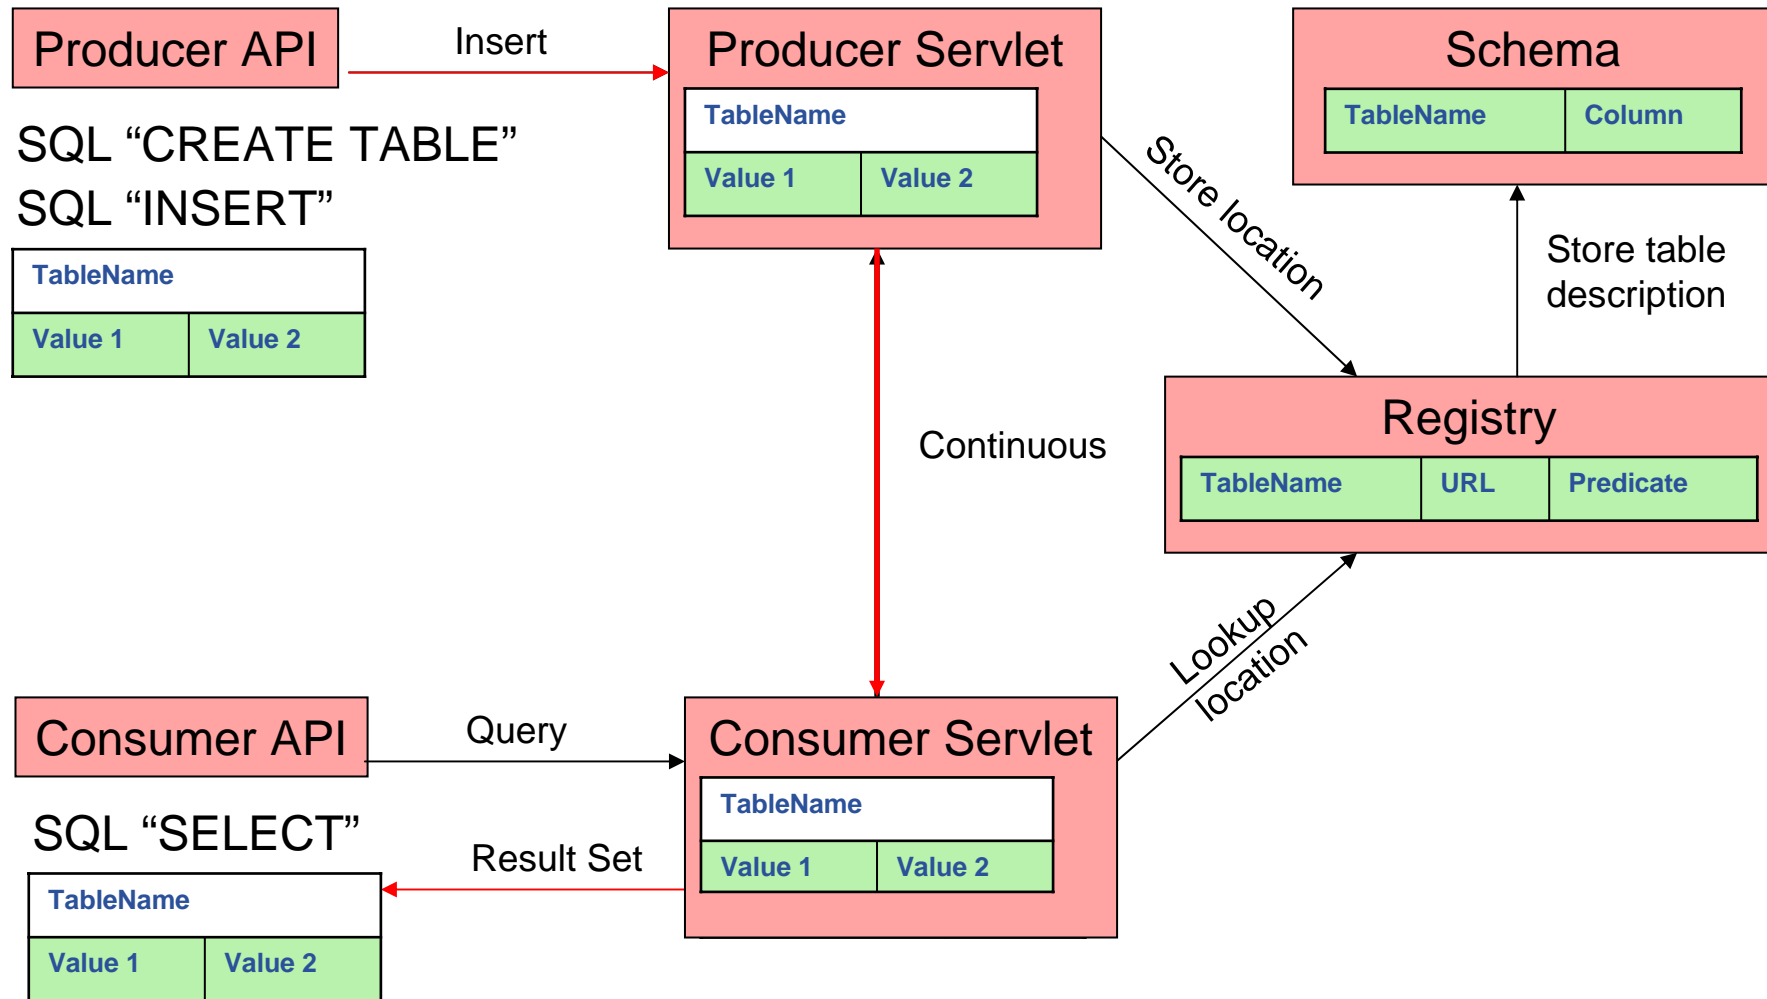 Producer API
Insert
Producer Servlet
TableName
Value 1 Value 2
Schema
TableName Column
SQL “CREATE TABLE”
SQL “INSERT”
TableName
Value 1 Value 2
Store location
Store table
description
Continuous
Registry
TableName URL Predicate
Lookup
location
Consumer API
Query
Consumer Servlet
TableName
Value 1 Value 2
SQL “SELECT”
Result Set
TableName
Value 1 Value 2